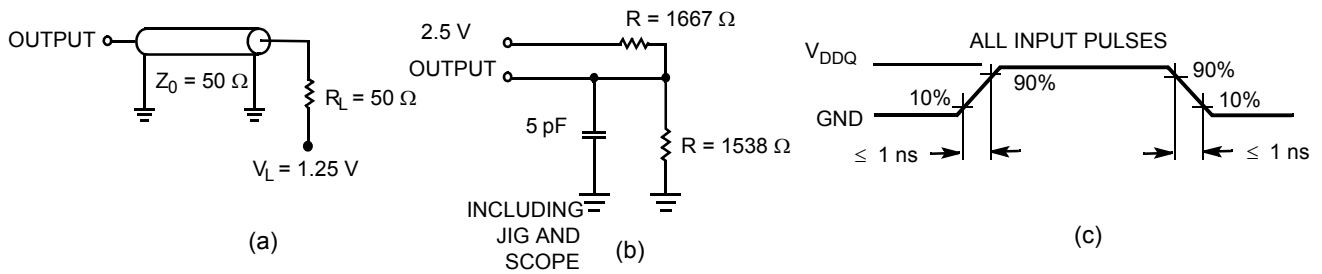 OUTPUT
Z0 = 50 Ω
RL = 50 Ω
VL = 1.25 V
(a)
R = 1667 Ω
2.5 V
OUTPUT
5 pF
R = 1538 Ω
INCLUDING
JIG AND
SCOPE
(b)
ALL INPUT PULSES
VDDQ
GND
10%
90%
90%
10%
≤ 1 ns
≤ 1 ns
(c)